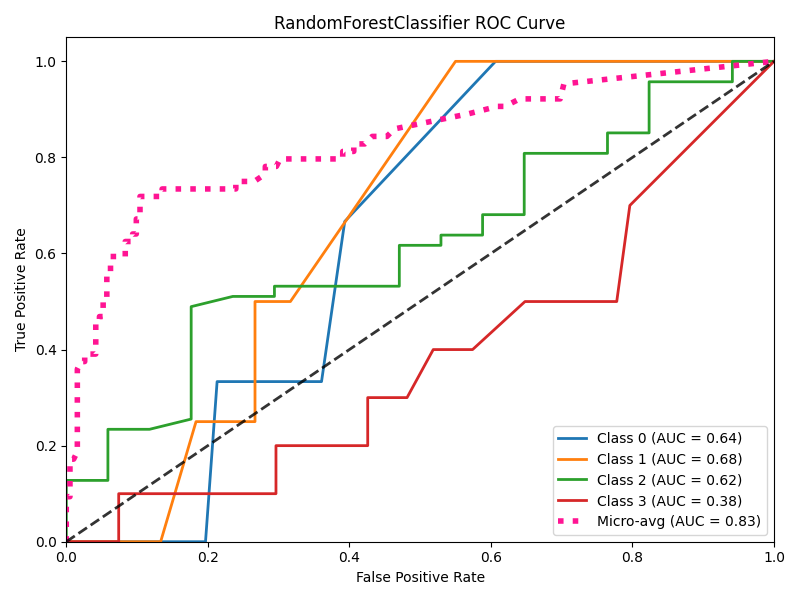 RandomForestClassifier ROC Curve
True Positive Rate
1.0
0.8
0.6
0.4
0.2
0.0
0.0 0.2 0.4 0.6 0.8 1.0
False Positive Rate
Class 0 (AUC = 0.64)
Class 1 (AUC = 0.68)
Class 2 (AUC = 0.62)
Class 3 (AUC = 0.38)
Micro-avg (AUC = 0.83)